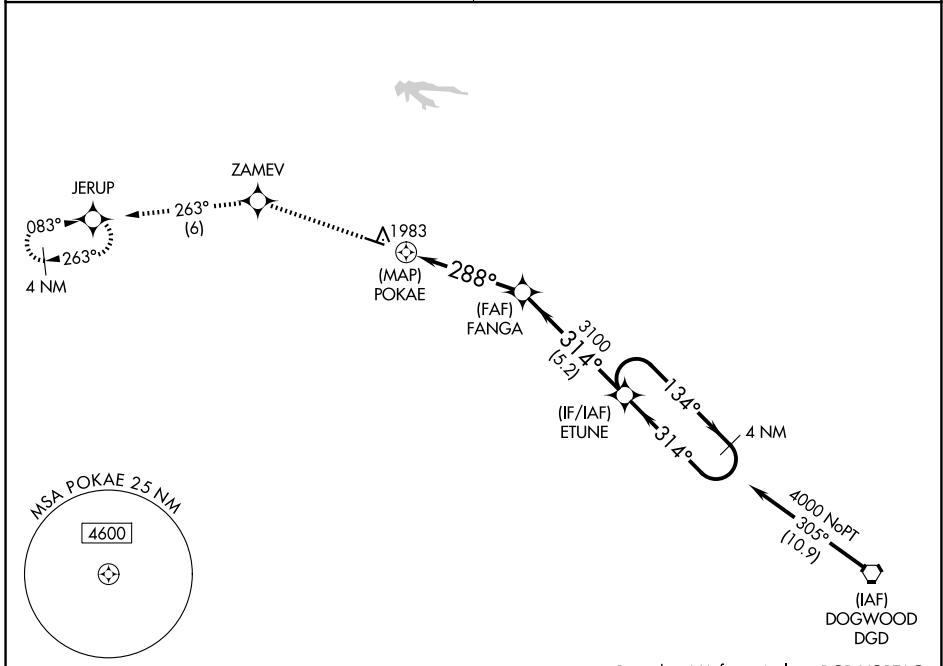 ZAMEV
JERUP
263°
(6)
083°
263°
4 NM
1983
(MAP)
POKAE
288°
(FAF)
FANGA
3100
314°
(5.2)
(IF/IAF)
ETUNE
134°
314°
4 NM
4000 NoPT
305°
(10.9)
(IAF)
DOGWOOD
DGD
MSA POKAE 25 NM
4600